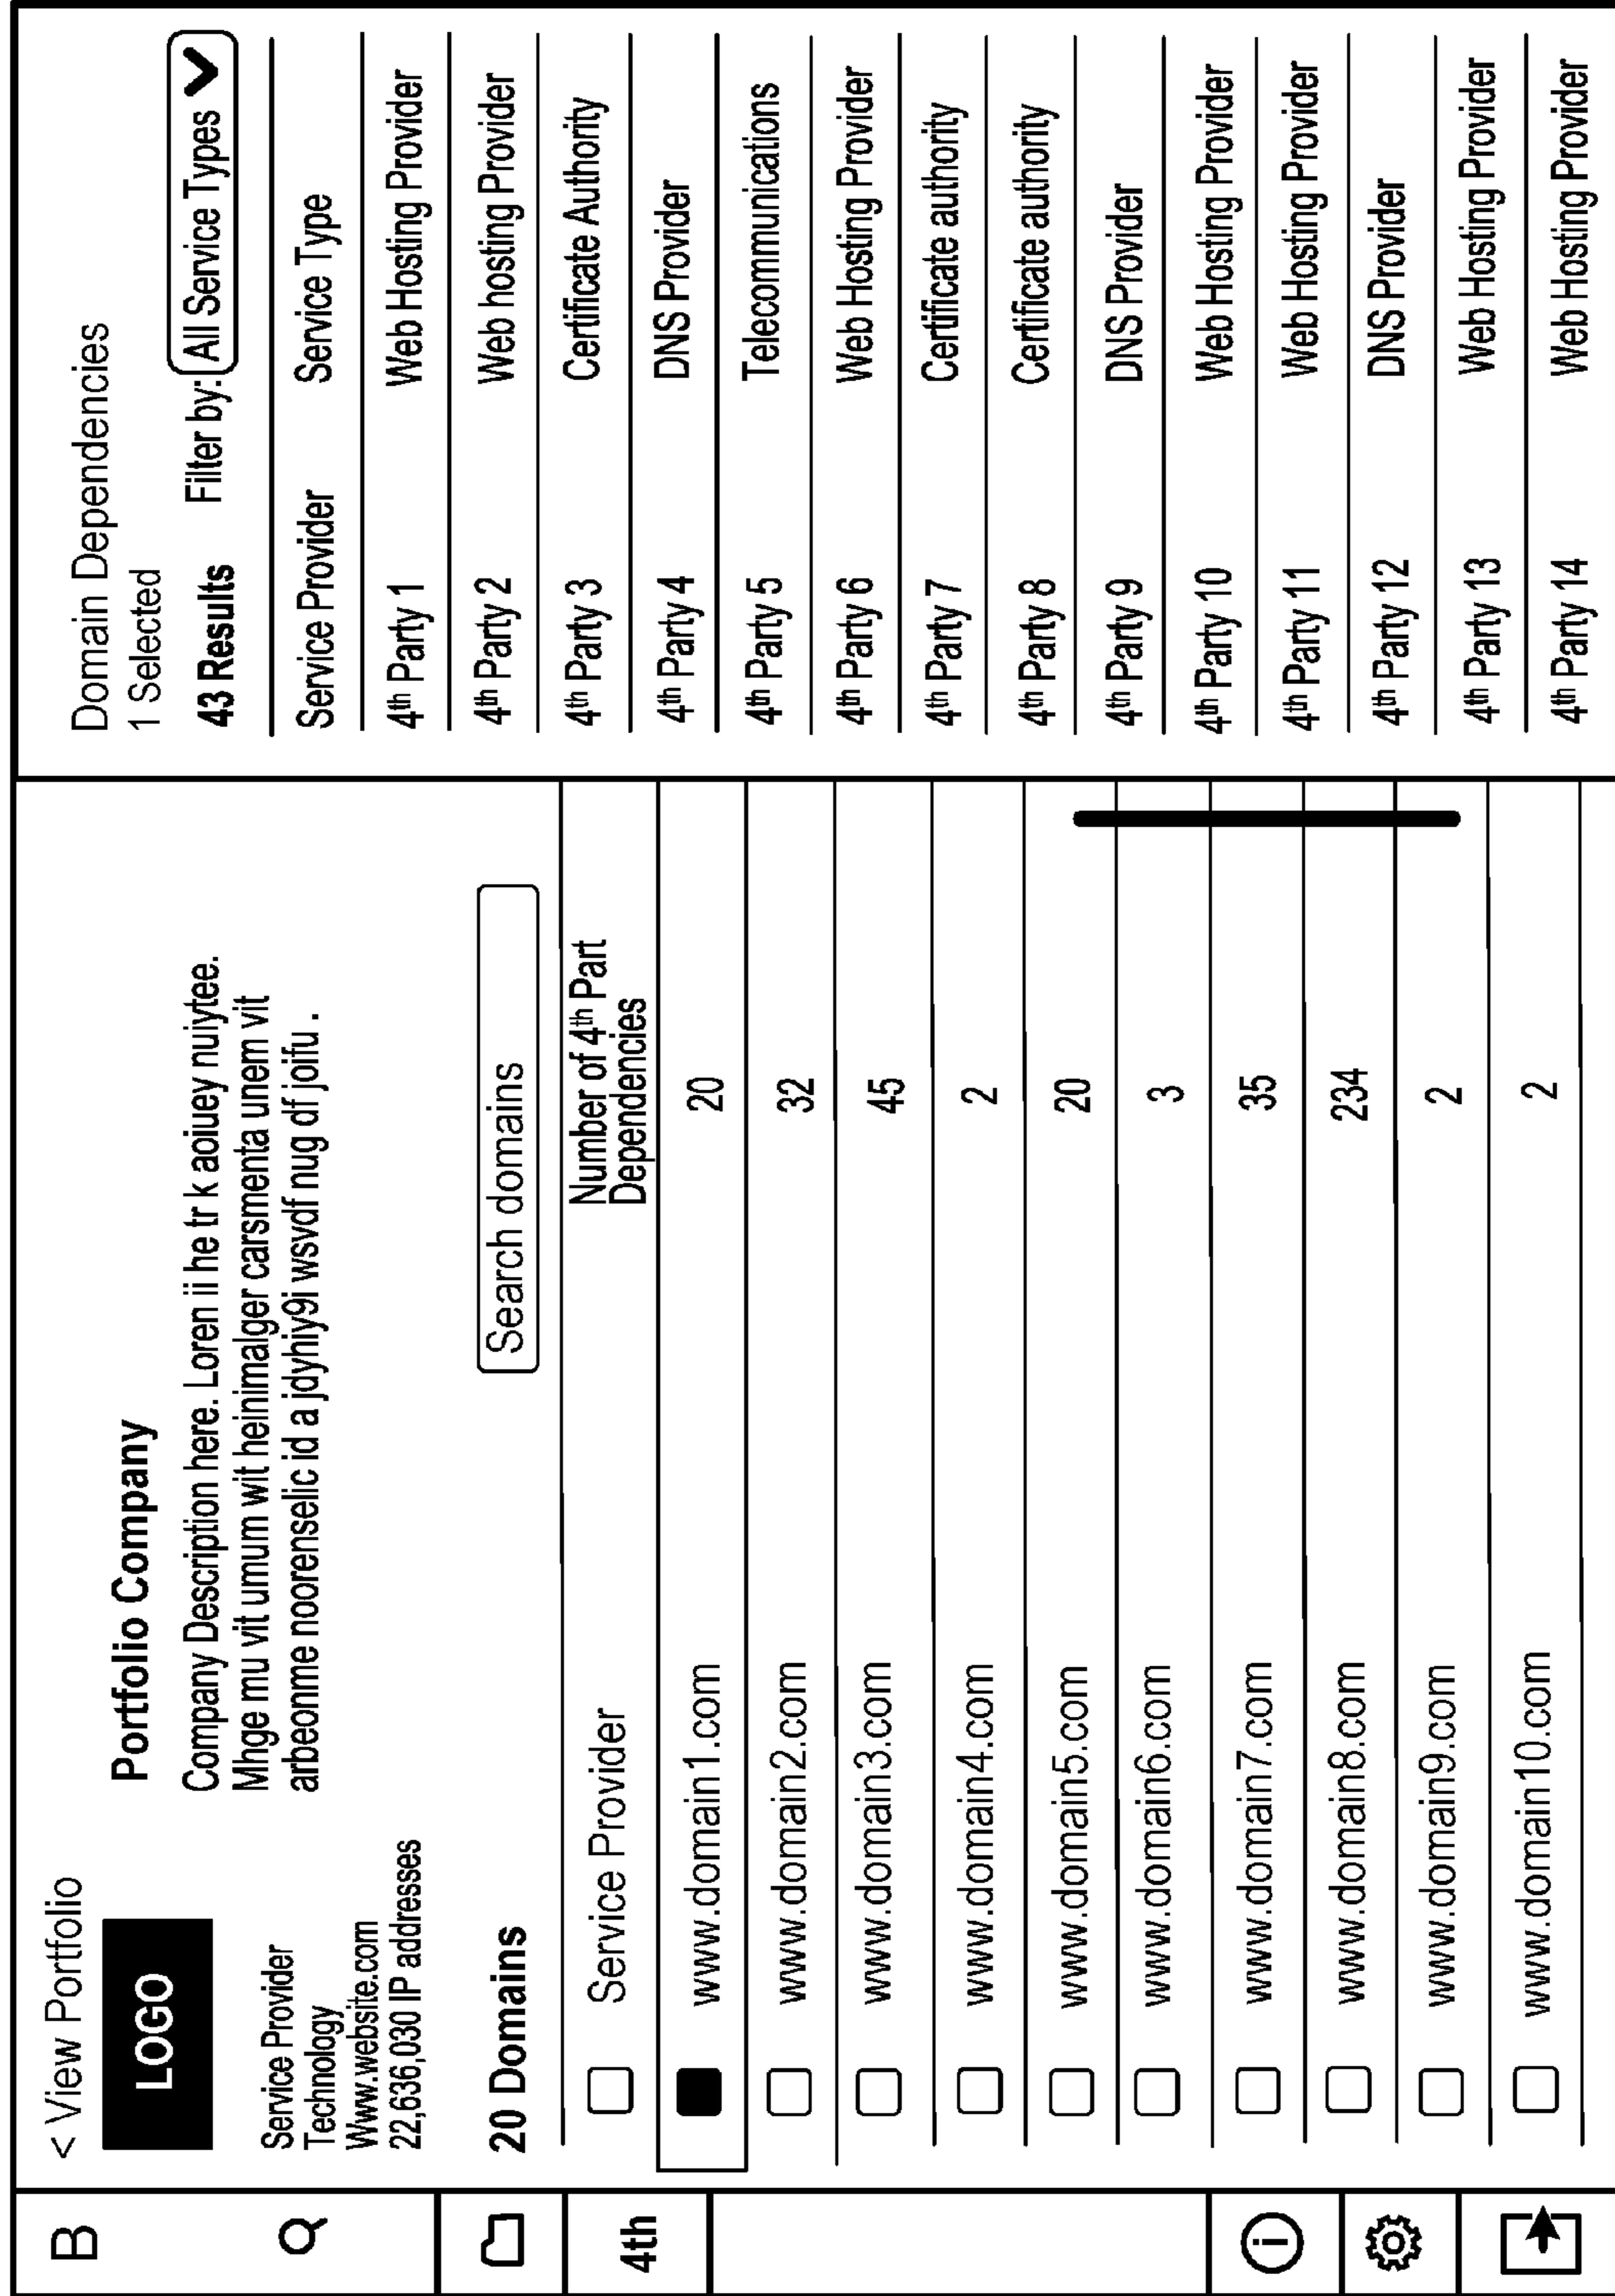 B
4th
< View Portfolio
LOGO
Portfolio Company
Company Description here. Loren ii he tr k aoiuey nuiytee.
Mhge mu vit umum wit heinimalger carsmenta unem vit
arbeonme noorenselic id a jdyhiy9i wsvdf nug df joifu .
Service Provider
Technology
Www.website.com
22,636,030 IP addresses
20 Domains
Search domains
Service Provider Number of 4th Part
Dependencies
www.domain1.com 20
www.domain2.com 32
www.domain3.com 45
www.domain4.com 2
www.domain5.com 20
www.domain6.com 3
www.domain7.com 35
www.domain8.com 234
www.domain9.com 2
www.domain10.com 2
Domain Dependencies
1 Selected
43 Results Filter by: All Service Types
Service Provider Service Type
4th Party 1 Web Hosting Provider
4th Party 2 Web hosting Provider
4th Party 3 Certificate Authority
4th Party 4 DNS Provider
4th Party 5 Telecommunications
4th Party 6 Web Hosting Provider
4th Party 7 Certificate authority
4th Party 8 Certificate authority
4th Party 9 DNS Provider
4th Party 10 Web Hosting Provider
4th Party 11 Web Hosting Provider
4th Party 12 DNS Provider
4th Party 13 Web Hosting Provider
4th Party 14 Web Hosting Provider